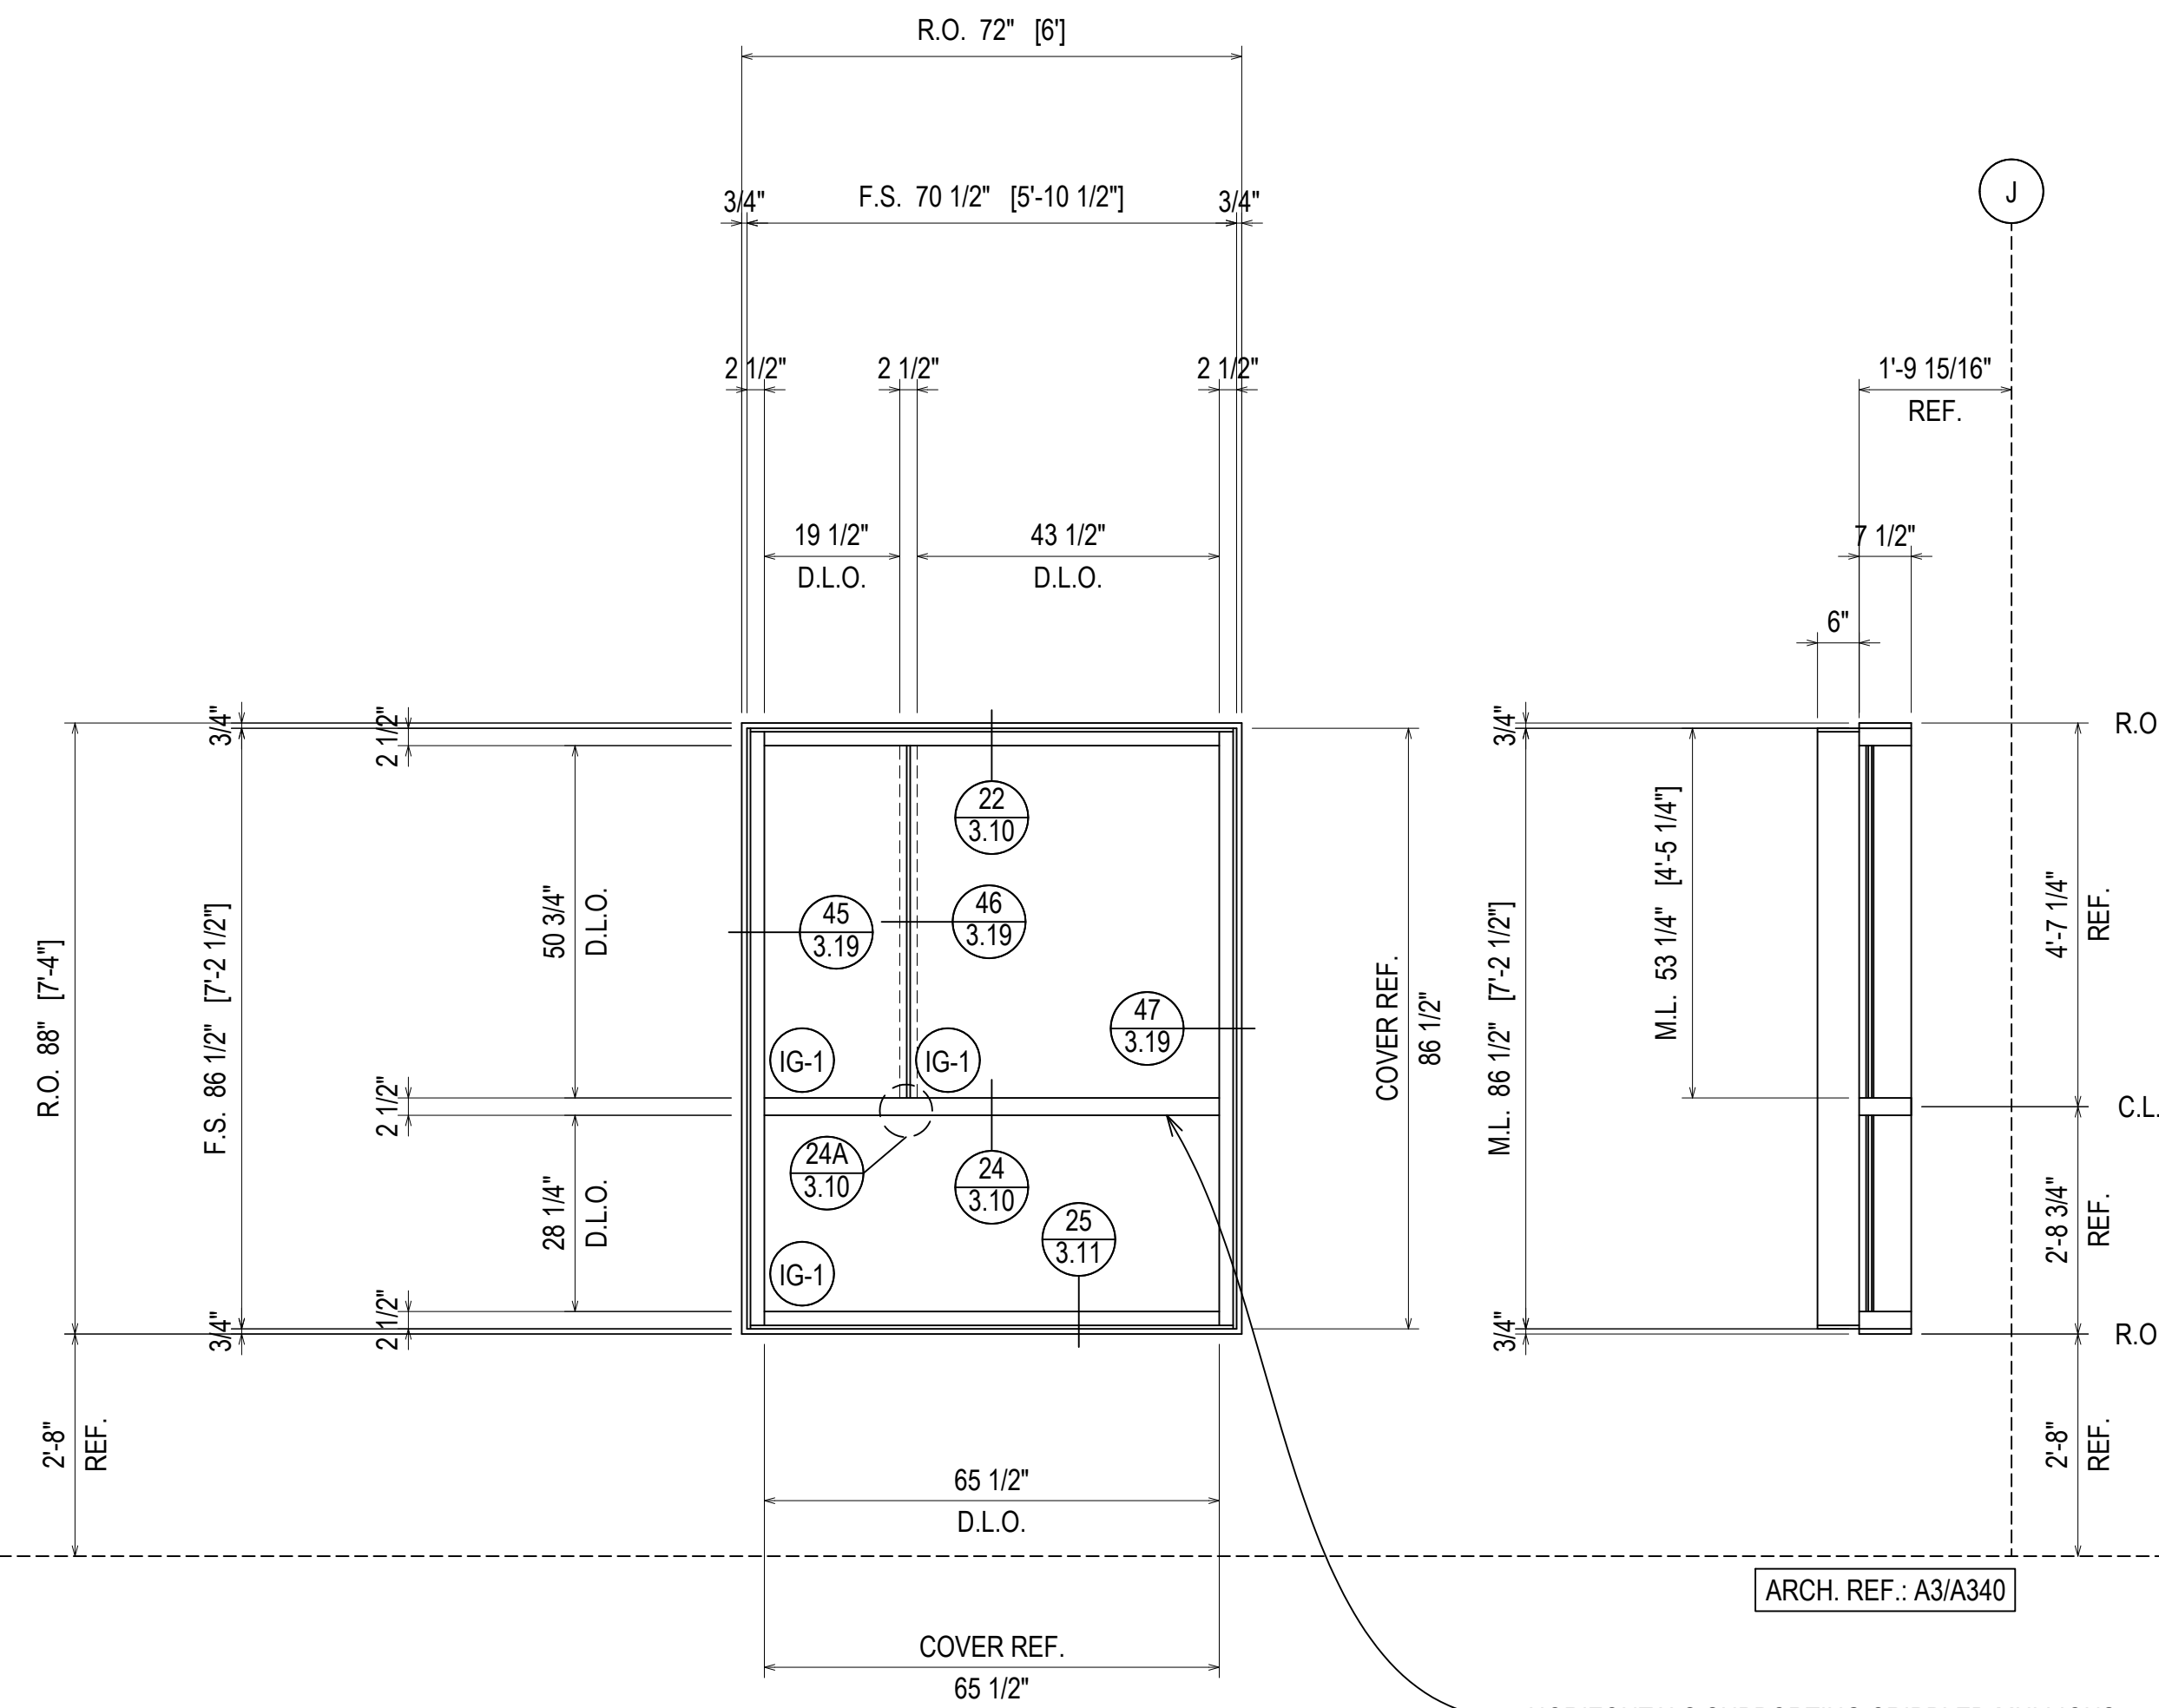 R.O. 72" [6']
3/4"
F.S. 70 1/2" [5'-10 1/2"]
3/4"
J
2 1/2"
2 1/2"
2 1/2"
1'-9 15/16"
REF.
19 1/2"
D.L.O.
43 1/2"
D.L.O.
7 1/2"
6"
R.O. 88" [7'-4"]
3/4"
F.S. 86 1/2" [7'-2 1/2"]
3/4"
2 1/2"
50 3/4"
D.L.O.
2 1/2"
28 1/4"
D.L.O.
2 1/2"
2'-8"
REF.
22
3.10
45
3.19
46
3.19
47
3.19
IG-1
IG-1
24A
3.10
24
3.10
25
3.11
IG-1
COVER REF.
86 1/2"
3/4"
M.L. 86 1/2" [7'-2 1/2"]
3/4"
M.L. 53 1/4" [4'-5 1/4"]
R.O
4'-7 1/4"
REF.
C.L.
2'-8 3/4"
REF.
R.O
2'-8"
REF.
65 1/2"
D.L.O.
ARCH. REF.: A3/A340
COVER REF.
65 1/2"